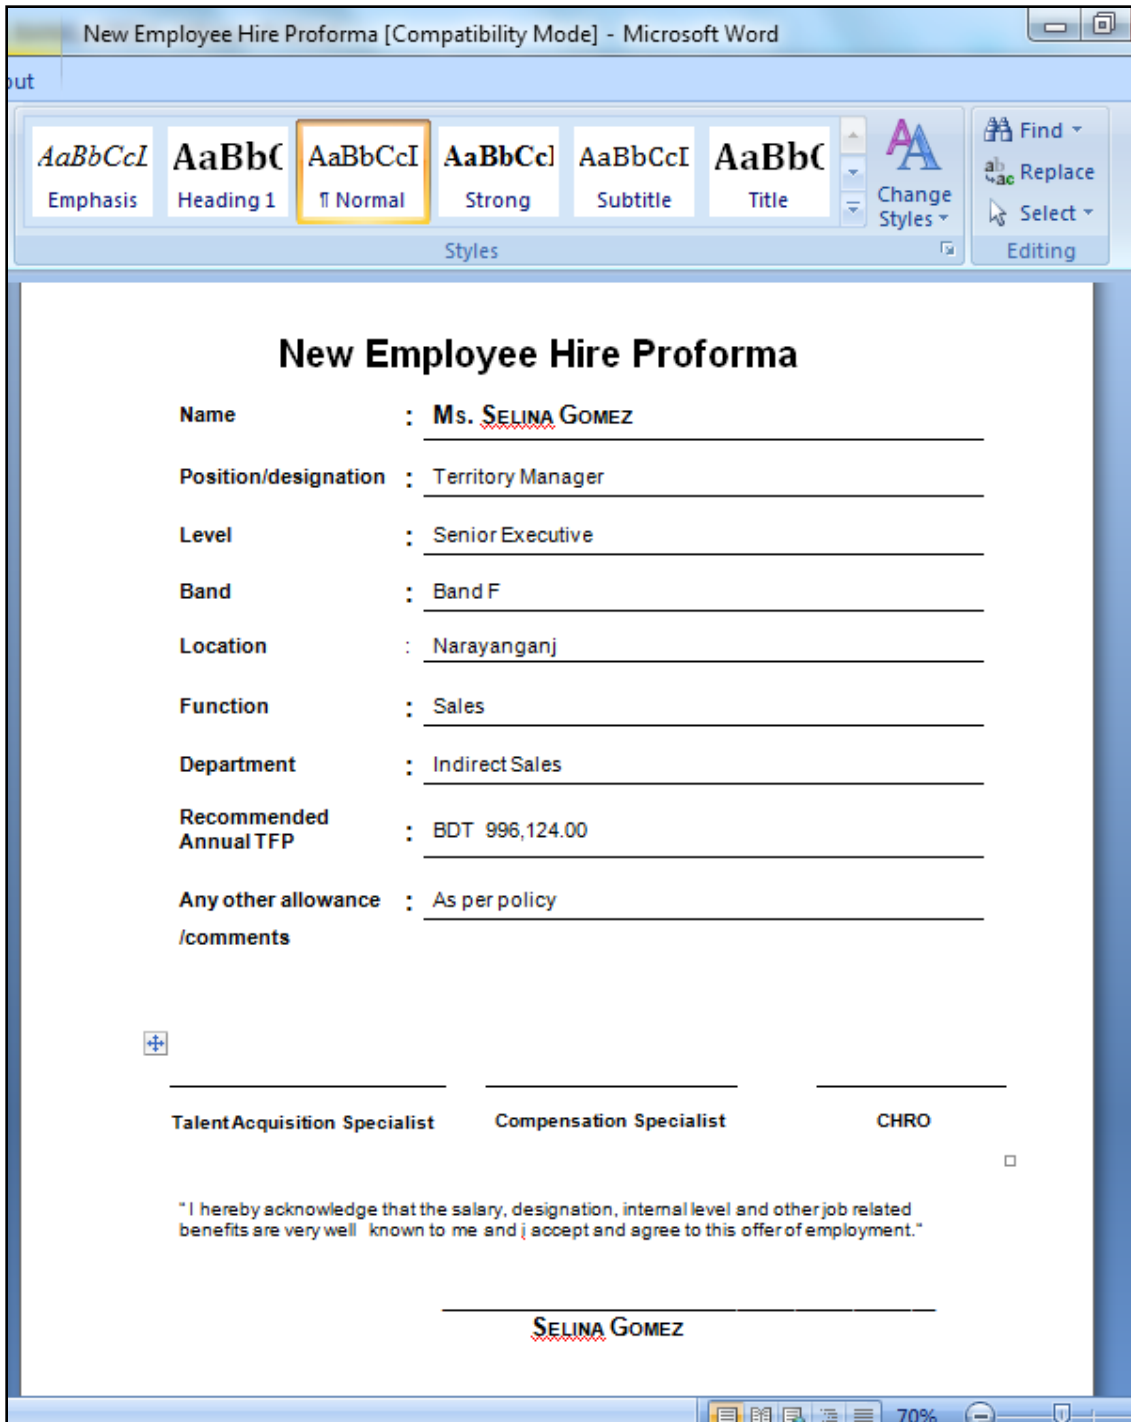 New Employee Hire Proforma [Compatibility Mode] - Microsoft Word
out
AaBbCcI AaBb( AaBbCcI AaBbCcl AaBbCcI AaBb(
Emphasis Heading 1 ¶ Normal Strong Subtitle Title
Change Styles
Find
Replace
Select
Styles Editing
New Employee Hire Proforma
Name : Ms. SELINA GOMEZ
Position/designation : Territory Manager
Level : Senior Executive
Band : Band F
Location : Narayanganj
Function : Sales
Department : Indirect Sales
Recommended
Annual TFP : BDT 996,124.00
Any other allowance : As per policy
/comments
Talent Acquisition Specialist Compensation Specialist CHRO
" I hereby acknowledge that the salary, designation, internal level and other job related
benefits are very well known to me and i accept and agree to this offer of employment."
SELINA GOMEZ
70%